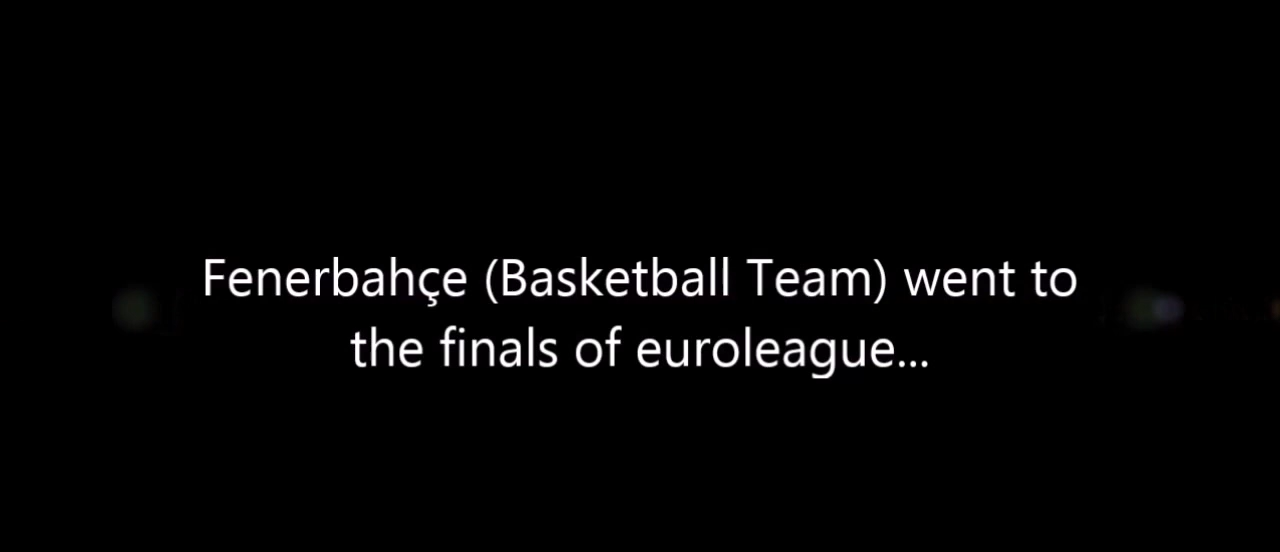 Fenerbahçe (Basketball Team) went to
the finals of euroleague...